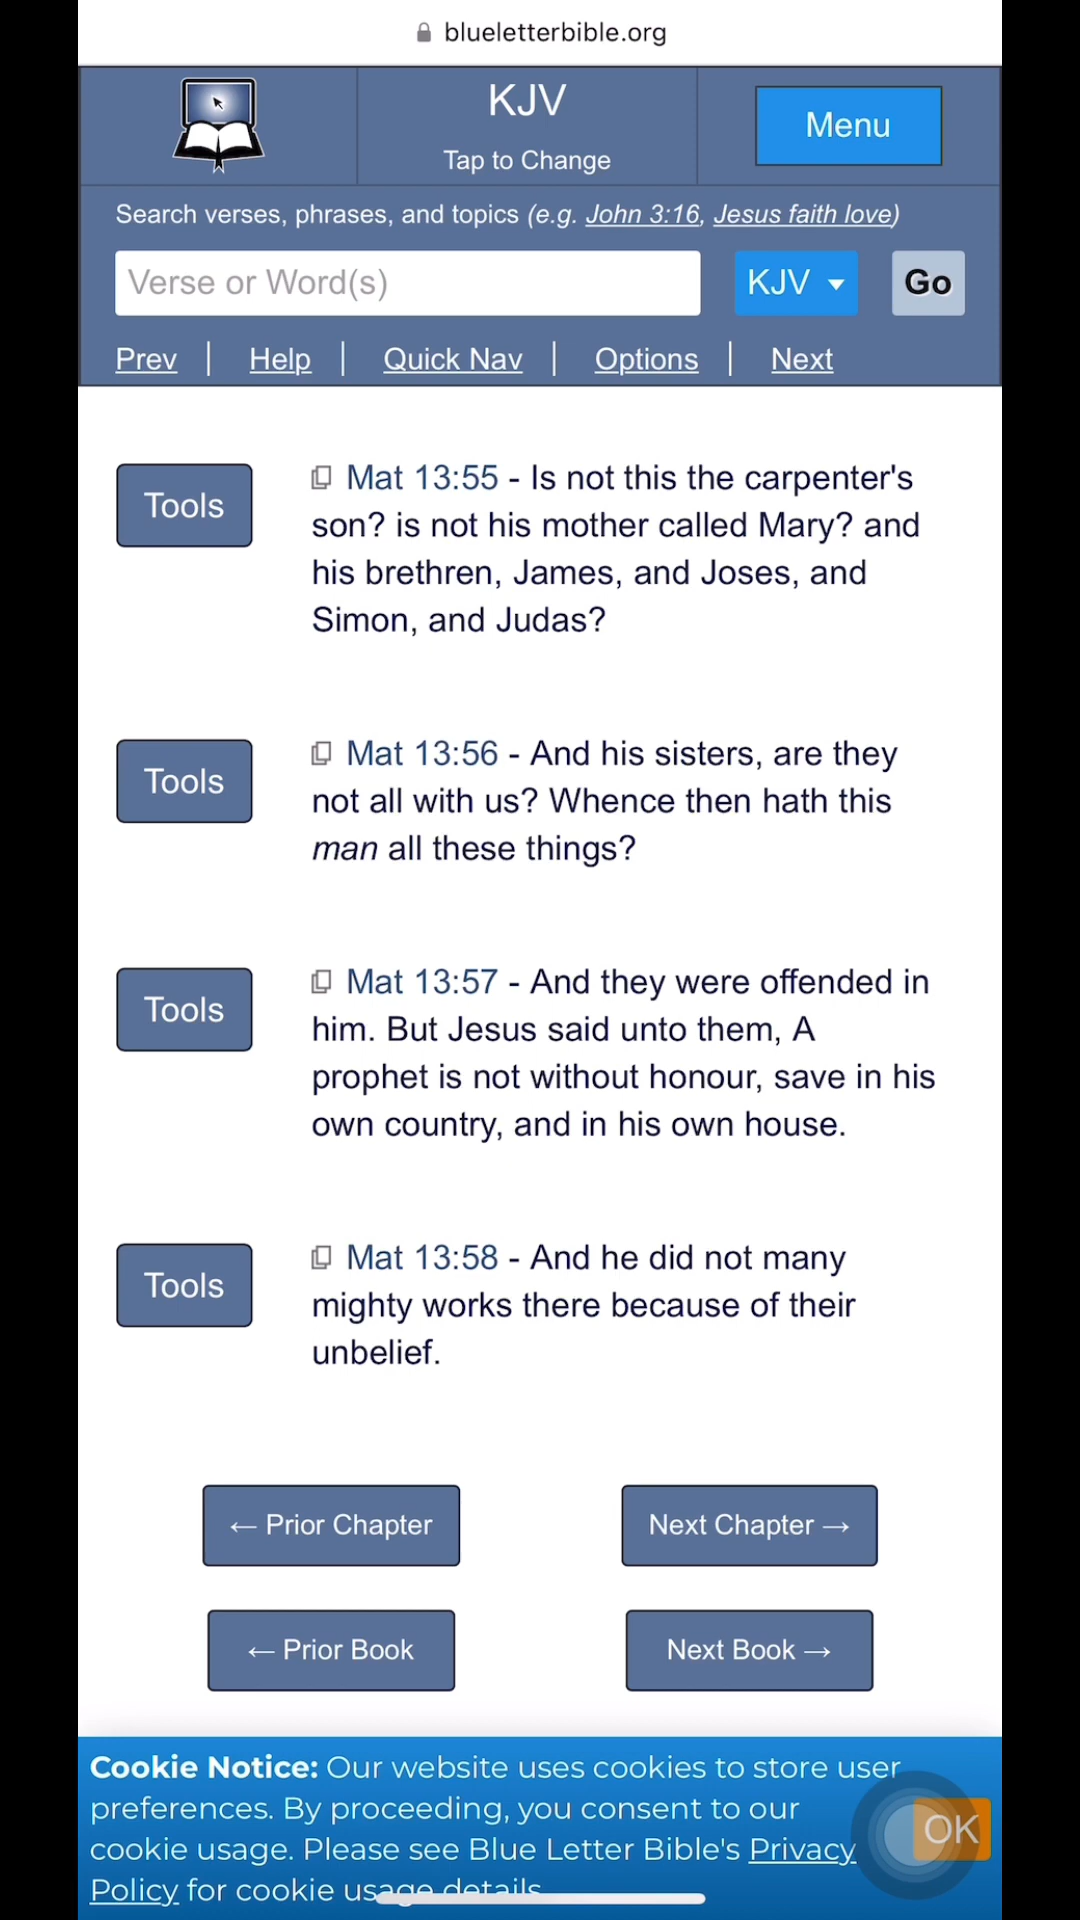 blueletterbible.org
KJV
Tap to Change
Menu
Search verses, phrases, and topics (e.g. John 3:16, Jesus faith love)
Verse or Word(s)
KJV
Go
Prev | Help | Quick Nav | Options | Next
Tools
Mat 13:55 - Is not this the carpenter's
son? is not his mother called Mary? and
his brethren, James, and Joses, and
Simon, and Judas?
Tools
Mat 13:56 - And his sisters, are they
not all with us? Whence then hath this
man all these things?
Tools
Mat 13:57 - And they were offended in
him. But Jesus said unto them, A
prophet is not without honour, save in his
own country, and in his own house.
Tools
Mat 13:58 - And he did not many
mighty works there because of their
unbelief.
← Prior Chapter
Next Chapter →
← Prior Book
Next Book →
Cookie Notice: Our website uses cookies to store user
preferences. By proceeding, you consent to our
cookie usage. Please see Blue Letter Bible's Privacy
Policy for cookie usage details
OK